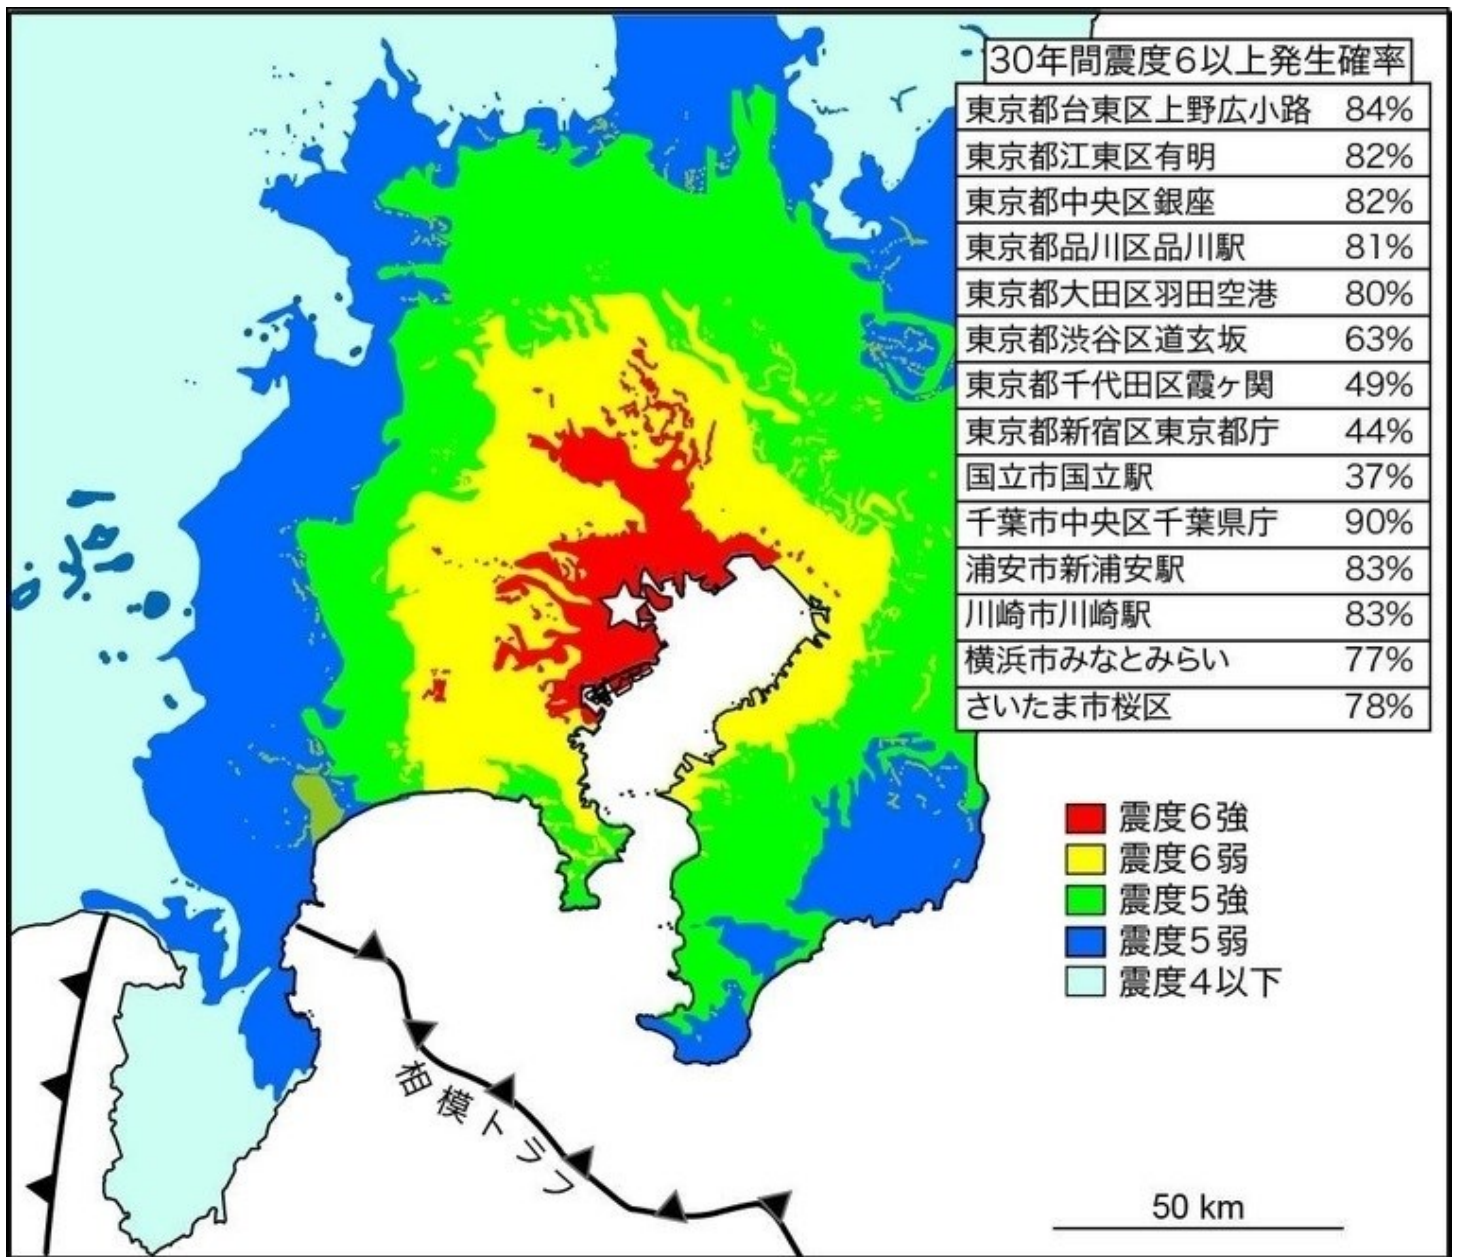 30年間震度6以上発生確率
東京都台東区上野広小路 84%
東京都江東区有明 82%
東京都中央区銀座 82%
東京都品川区品川駅 81%
東京都大田区羽田空港 80%
東京都渋谷区道玄坂 63%
東京都千代田区霞ヶ関 49%
東京都新宿区東京都庁 44%
国立市国立駅 37%
千葉市中央区千葉県庁 90%
浦安市新浦安駅 83%
川崎市川崎駅 83%
横浜市みなとみらい 77%
さいたま市桜区 78%
震度6強
震度6弱
震度5強
震度5弱
震度4以下
相模トラフ
50 km